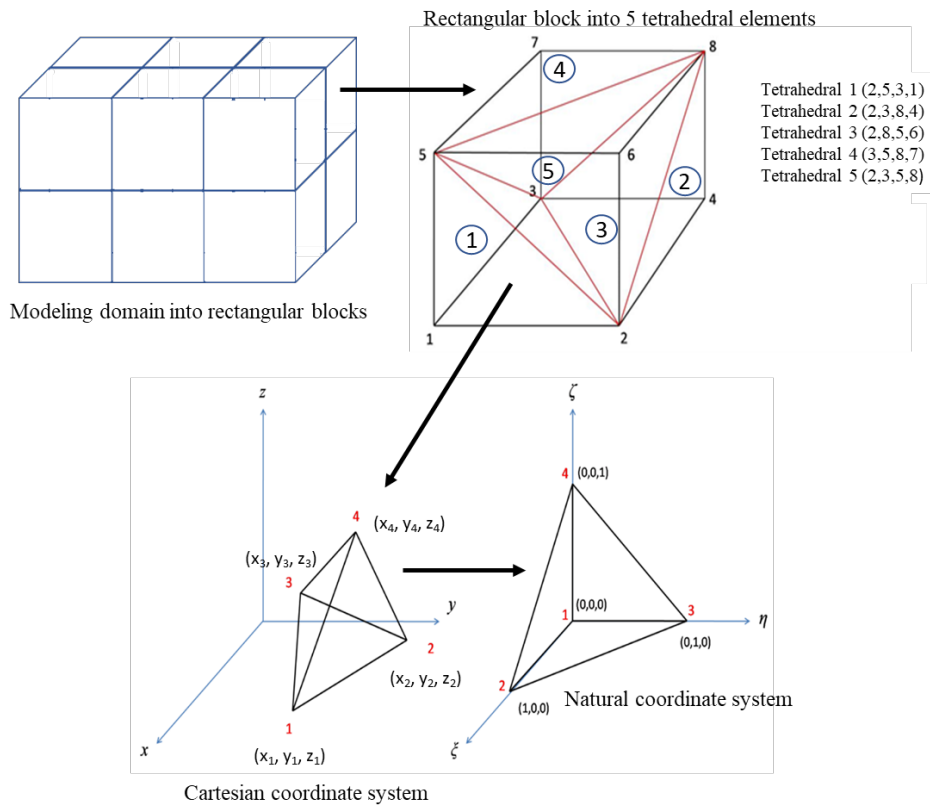 Rectangular block into 5 tetrahedral elements
7
8
4
Tetrahedral 1 (2,5,3,1)
Tetrahedral 2 (2,3,8,4)
Tetrahedral 3 (2,8,5,6)
Tetrahedral 4 (3,5,8,7)
Tetrahedral 5 (2,3,5,8)
5
6
5
2
3
4
1
3
Modeling domain into rectangular blocks
1
2
z
ζ
4
(0,0,1)
4
(x₄, y₄, z₄)
(x₃, y₃, z₃)
3
y
1
(0,0,0)
3
η
(0,1,0)
2
(x₂, y₂, z₂)
2
(1,0,0)
Natural coordinate system
1
x
(x₁, y₁, z₁)
ξ
Cartesian coordinate system